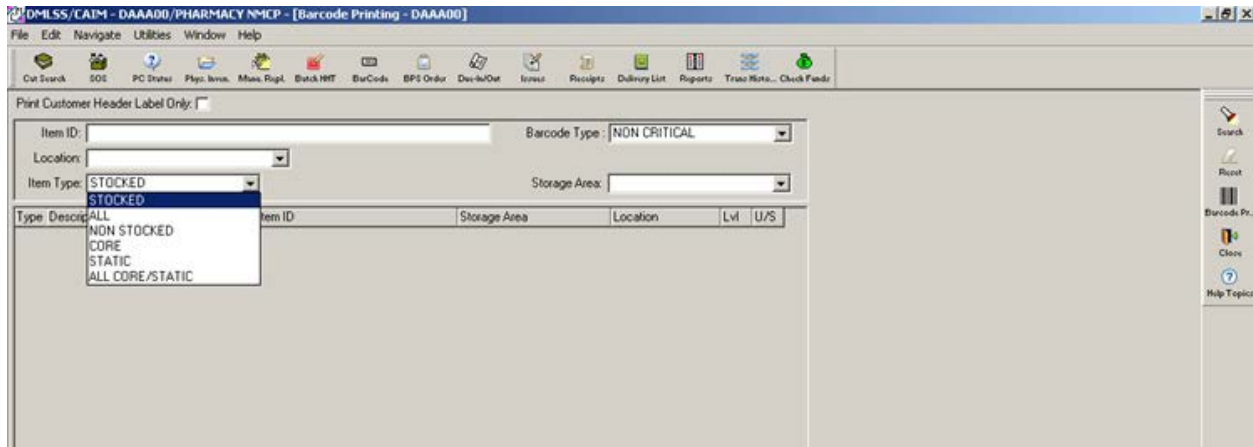 DMLSS/CAIM - DAAA00/PHARMACY NMCP - [Barcode Printing - DAAA00]
File Edit Navigate Utilities Window Help
Cat Search SOS PC Status Phys. Inven. Mass. Repl. Batch HHT BarCode BPS Order Due-In/Out Issues Receipts Delivery List Reports Trans Histo... Check Funds
Print Customer Header Label Only:
Item ID: Barcode Type : NON CRITICAL
Location:
Item Type: STOCKED Storage Area:
STOCKED
Type Descrip ALL Item ID Storage Area Location Lvl U/S
NON STOCKED
CORE
STATIC
ALL CORE/STATIC
Search
Reset
Barcode Pr..
Close
Help Topics